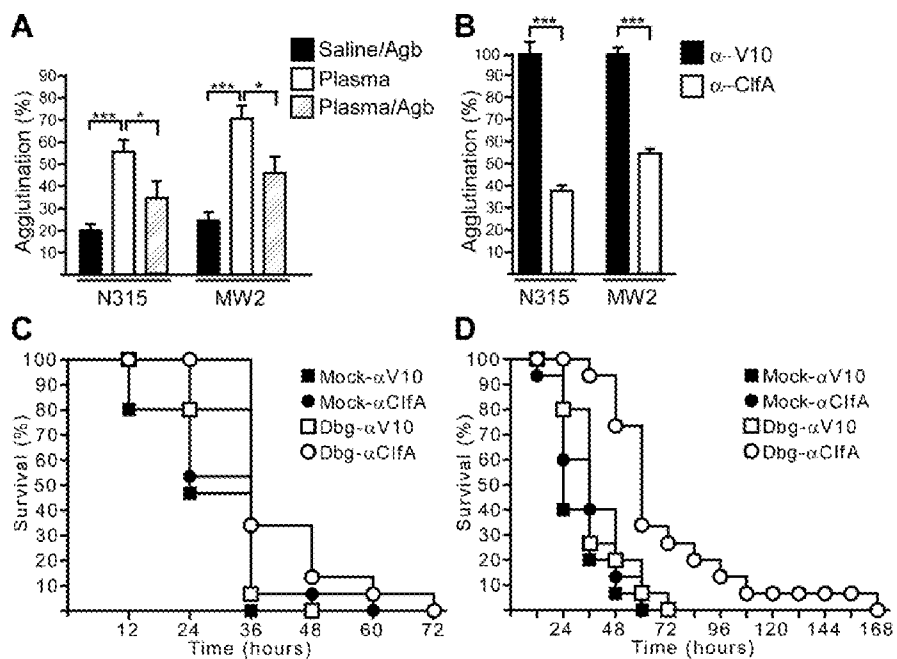 A
Saline/Agb
Plasma
Plasma/Agb
Agglutination (%)
90
80
70
60
50
40
30
20
10
*** *
*** *
N315 MW2
B
α-V10
α-ClfA
Agglutination (%)
100
90
80
70
60
50
40
30
20
10
*** ***
N315 MW2
C
Mock-αV10
Mock-αClfA
Dbg-αV10
Dbg-αClfA
Survival (%)
100
90
80
70
60
50
40
30
20
10
12 24 36 48 60 72
Time (hours)
D
Mock-αV10
Mock-αClfA
Dbg-αV10
Dbg-αClfA
Survival (%)
100
90
80
70
60
50
40
30
20
10
24 48 72 96 120 144 168
Time (hours)